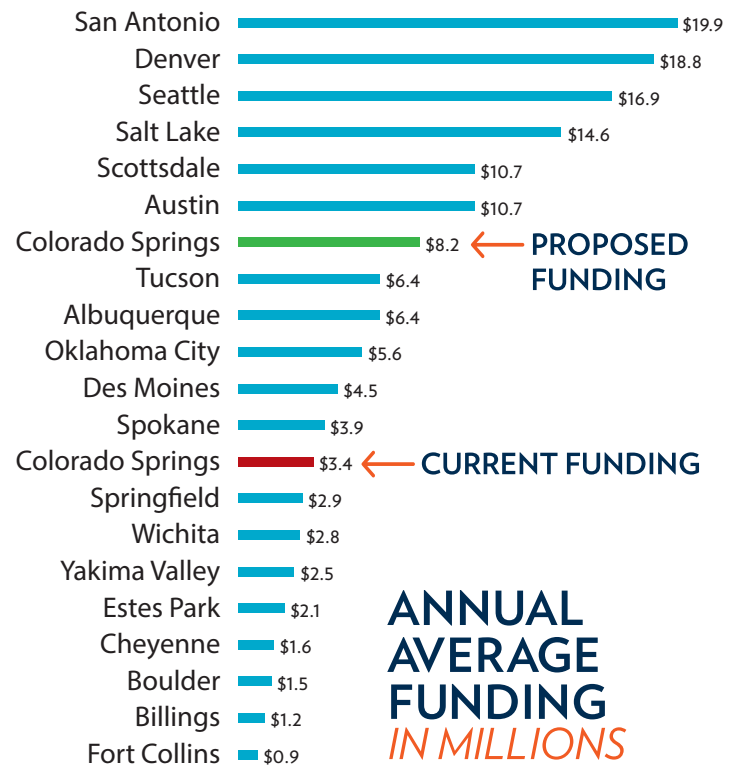 San Antonio $19.9
Denver $18.8
Seattle $16.9
Salt Lake $14.6
Scottsdale $10.7
Austin $10.7
Colorado Springs $8.2 PROPOSED
FUNDING
Tucson $6.4
Albuquerque $6.4
Oklahoma City $5.6
Des Moines $4.5
Spokane $3.9
Colorado Springs $3.4 CURRENT FUNDING
Springfield $2.9
Wichita $2.8
Yakima Valley $2.5
Estes Park $2.1
Cheyenne $1.6
Boulder $1.5
Billings $1.2
Fort Collins $0.9
ANNUAL
AVERAGE
FUNDING
IN MILLIONS